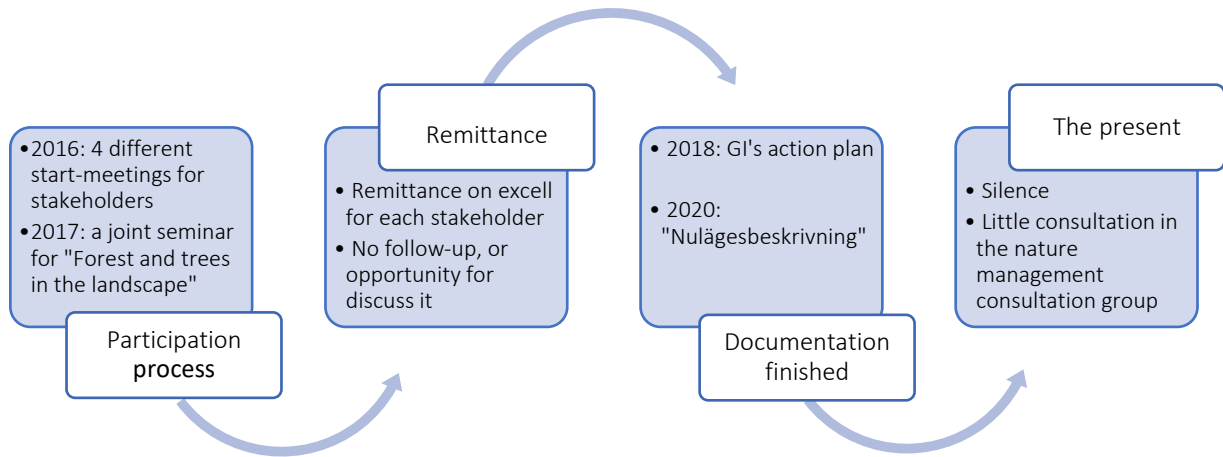 •2016: 4 different
start-meetings for
stakeholders
•2017: a joint seminar
for "Forest and trees
in the landscape"
Participation
process
Remittance
• Remittance on excell
for each stakeholder
• No follow-up, or
opportunity for
discuss it
• 2018: GI's action plan
• 2020:
"Nulägesbeskrivning"
Documentation
finished
The present
• Silence
• Little consultation in
the nature
management
consultation group